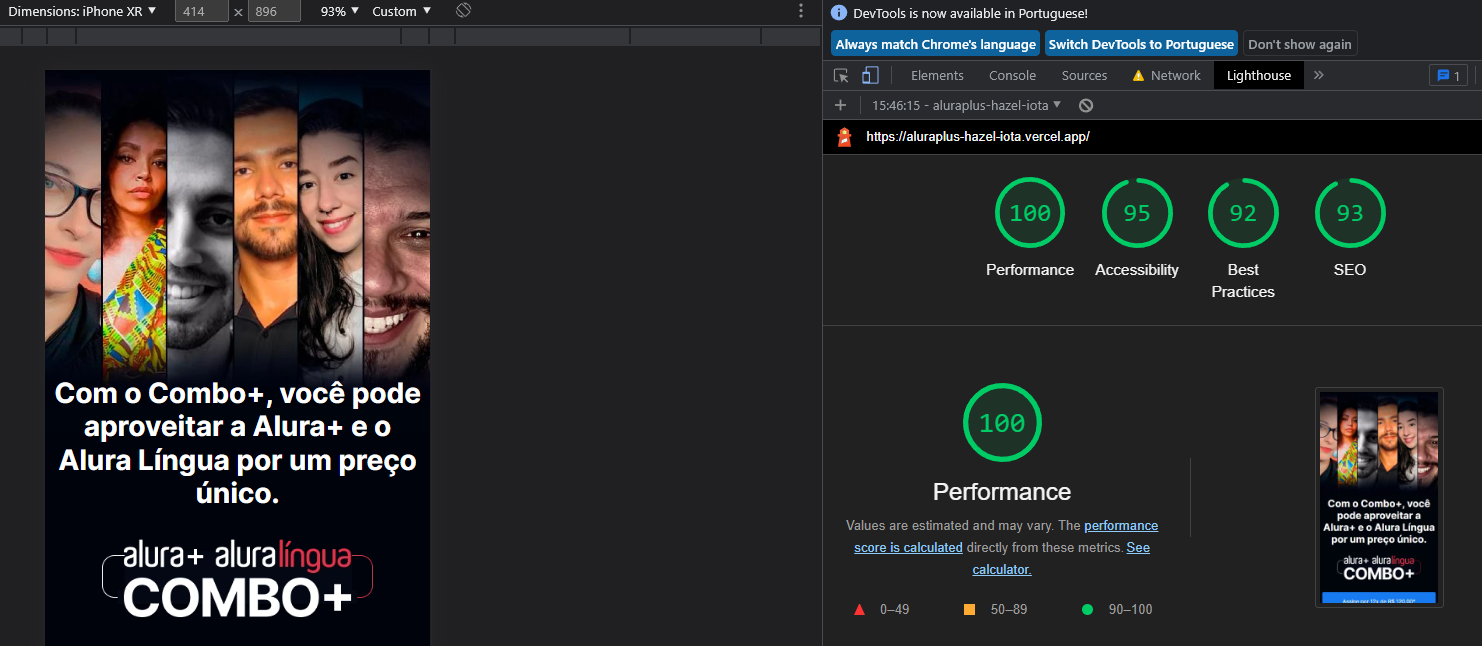 Dimensions: iPhone XR ▼ 414 × 896 93% ▼ Custom ▼
Com o Combo+, você pode
aproveitar a Alura+ e o
Alura Língua por um preço
único.
alura+ aluralíngua
COMBO+
DevTools is now available in Portuguese!
Always match Chrome's language Switch DevTools to Portuguese Don't show again
Elements Console Sources Network Lighthouse » 1
+ 15:46:15 - aluraplus-hazel-iota ▼
https://aluraplus-hazel-iota.vercel.app/
100 95 92 93
Performance Accessibility Best
Practices SEO
100
Performance
Values are estimated and may vary. The performance
score is calculated directly from these metrics. See
calculator.
0–49 50–89 90–100
Com o Combo+, você
pode aproveitar a
Alura+ e o Alura Língua
por um preço único.
alura+ aluralíngua
COMBO+